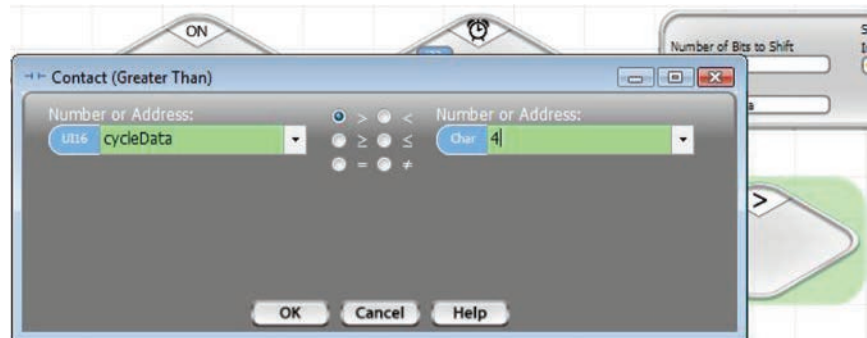 ON
Number of Bits to Shift
Contact (Greater Than)
Number or Address:
UI16 cycleData
> <
≥ ≤
= ≠
Number or Address:
Char 4
>
OK Cancel Help